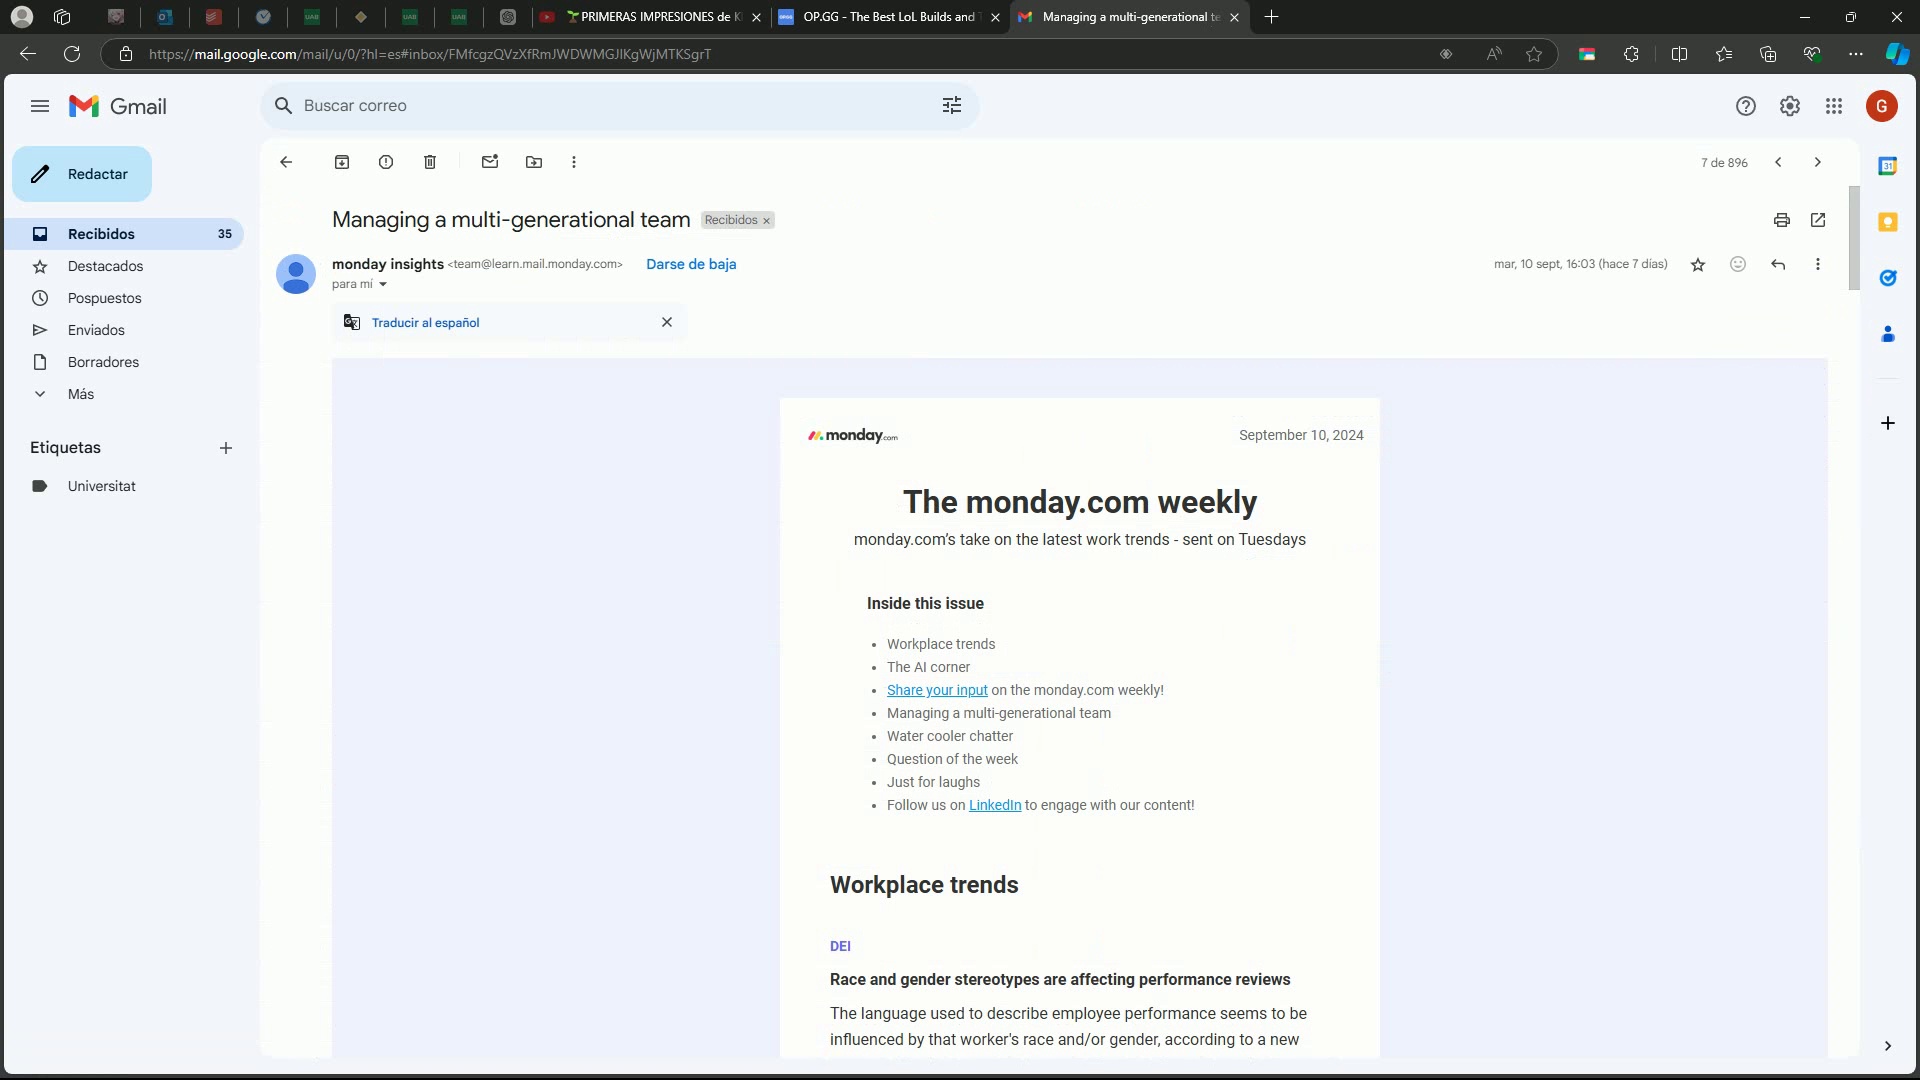 PRIMERAS IMPRESIONES de K
OP.GG - The Best LoL Builds and T
Managing a multi-generational te
https://mail.google.com/mail/u/0/?hl=es#inbox/FMfcgzQVzXfRmJWDWMGJlKgWjMTKSgrT
Gmail
Buscar correo
G
Redactar
7 de 896
Recibidos 35
Destacados
Pospuestos
Enviados
Borradores
Más
Etiquetas
Universitat
Managing a multi-generational team Recibidos
monday insights <team@learn.mail.monday.com> Darse de baja
mar, 10 sept, 16:03 (hace 7 días)
para mí
Traducir al español
31
monday.com
September 10, 2024
The monday.com weekly
monday.com’s take on the latest work trends - sent on Tuesdays
Inside this issue
• Workplace trends
• The AI corner
• Share your input on the monday.com weekly!
• Managing a multi-generational team
• Water cooler chatter
• Question of the week
• Just for laughs
• Follow us on LinkedIn to engage with our content!
Workplace trends
DEI
Race and gender stereotypes are affecting performance reviews
The language used to describe employee performance seems to be
influenced by that worker's race and/or gender, according to a new